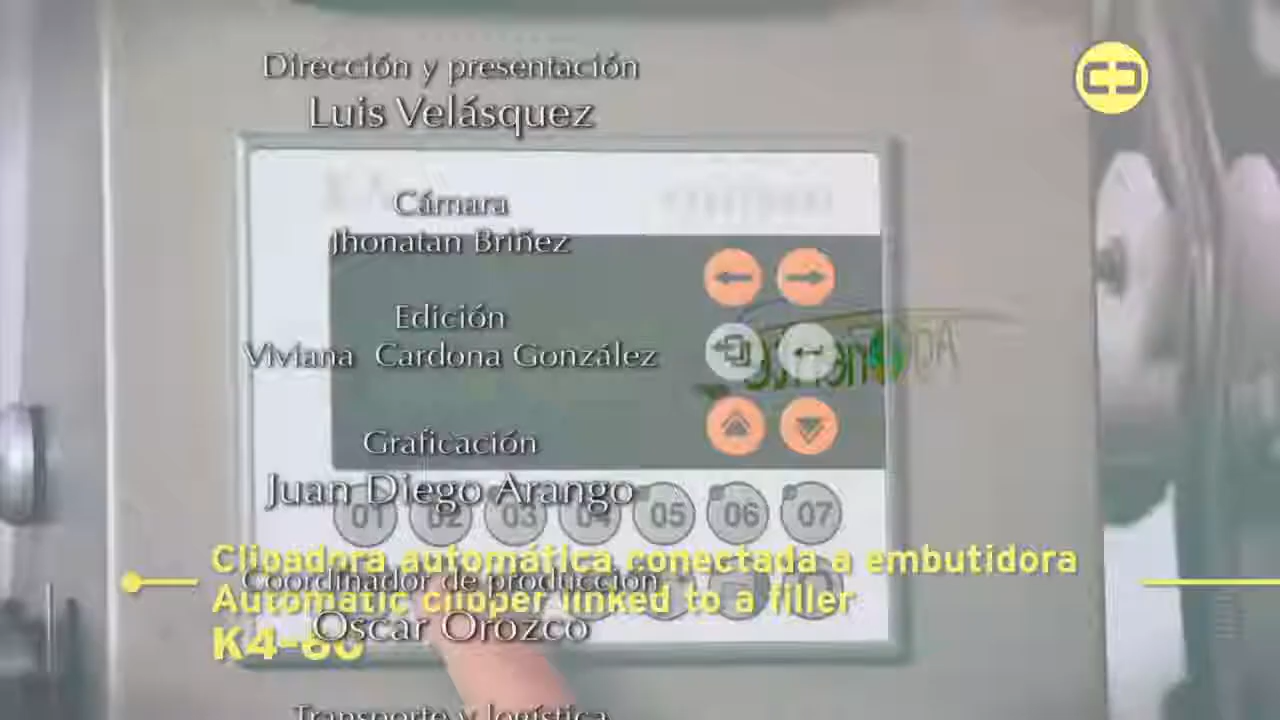 Dirección y presentación
Luis Velásquez
Cámara
Jhonatan Briñez
Edición
Viviana Cardona González
Graficación
Juan Diego Arango
01 02 03 04 05 06 07
Clipadora automática conectada a embutidora
Coordinador de producción
Automatic clipper linked to a filler
Oscar Orozco
Transporte y logística